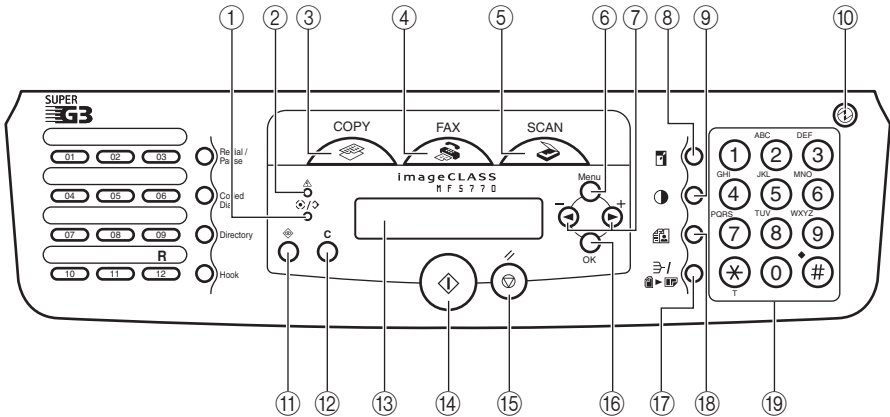 ① ② ③ ④ ⑤ ⑥ ⑦ ⑧ ⑨ ⑩
SUPER
G3
COPY FAX SCAN
imageCLASS
MF5770
01 02 03
Redial /
Pause
04 05 06
Coded
Dial
07 08 09
Directory
R
10 11 12
Hook
C
Menu
− +
OK
ABC DEF
1 2 3
GHI JKL MNO
4 5 6
PQRS TUV WXYZ
7 8 9
* 0 #
T
⑪ ⑫ ⑬ ⑭ ⑮ ⑯ ⑰ ⑱ ⑲